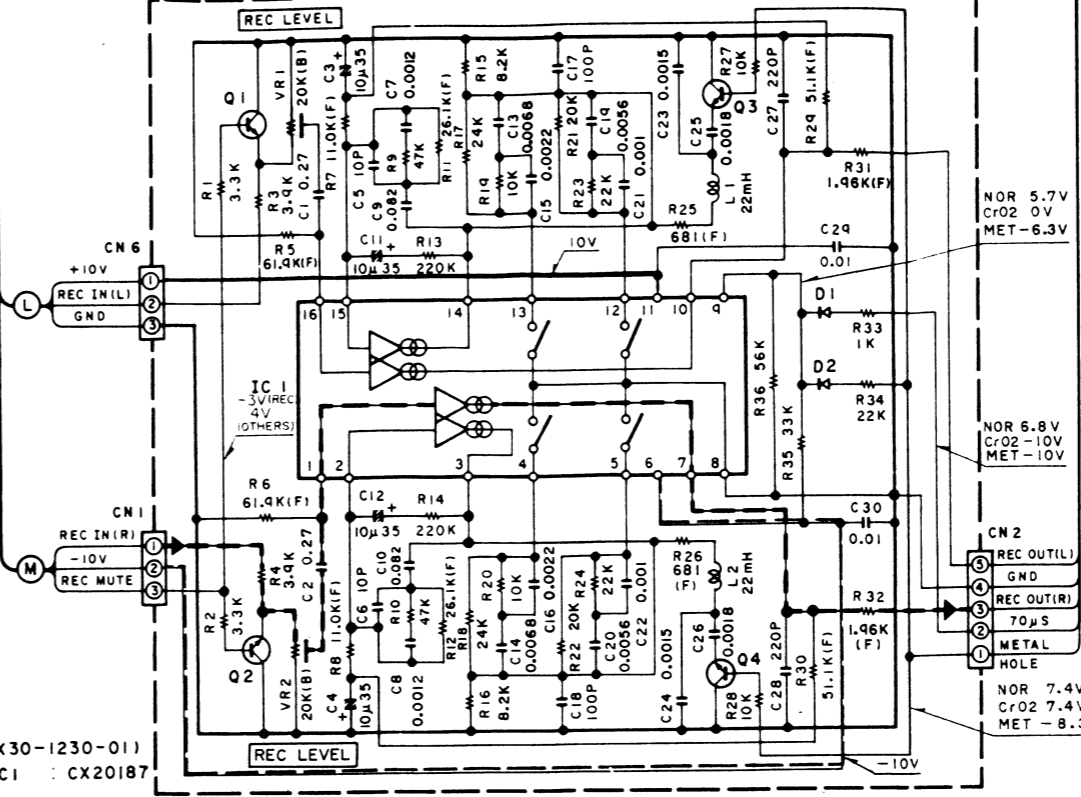 REC LEVEL
Q1
VR1
20K(B)
C1 0.27
R7 11.0K(F)
C3 +
10µ35
C5 10P
C7
0.0012
R9
47K
C9
0.082
R11
26.1K(F)
R15
8.2K
R17
24K
R19
10K
C13
0.0068
C15
0.0022
C17
100P
R21 20K
C19
0.0056
R23
22K
C21
0.001
C23 0.0015
C25
0.0018
R27
10K
Q3
220P
C27
R29 51.1K(F)
R31
1.96K(F)
L1
22mH
R25
681(F)
C29
0.01
R1
3.3K
R3
3.9K
R5
61.9K(F)
C11 +
10µ35
R13
220K
10V
NOR 5.7V
CrO2 0V
MET-6.3V
CN6
+10V
REC IN(L)
GND
1
2
3
L
16
15
14
13
12
11
10
9
IC 1
-3V(REC)
4V
(OTHERS)
1
2
3
4
5
6
7
8
D1
R33
1K
D2
R34
22K
R36 56K
R35 33K
NOR 6.8V
CrO2-10V
MET-10V
R6
61.9K(F)
C12
+
10µ35
R14
220K
CN1
REC IN(R)
-10V
REC MUTE
1
2
3
M
R4
3.9K
C2 0.27
R2
3.3K
Q2
VR2
20K(B)
R8 11.0K(F)
C4 +
10µ35
C6 10P
C10
0.082
R10
47K
R12
26.1K(F)
C8
0.0012
R18
24K
R20
10K
C14
0.0068
C16 0.0022
R16
8.2K
C18
100P
R22 20K
R24
22K
C20
0.0056
C22 0.001
R26
681
(F)
L2
22mH
C26
0.0018
C24 0.0015
R28
10K
Q4
220P
C28
R30
51.1K(F)
R32
1.96K
(F)
C30
0.01
CN2
REC OUT(L)
GND
REC OUT(R)
70µS
METAL
HOLE
5
4
3
2
1
NOR 7.4V
CrO2 7.4V
MET -8.3
-10V
REC LEVEL
X30-1230-01)
C1 : CX20187